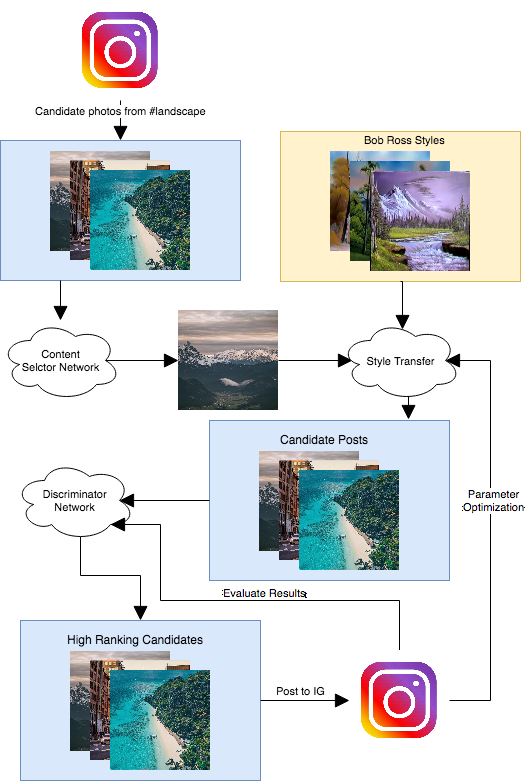 Candidate photos from #landscape
Bob Ross Styles
Content
Selctor Network
Style Transfer
Candidate Posts
Discriminator
Network
Parameter
Optimization
Evaluate Results
High Ranking Candidates
Post to IG